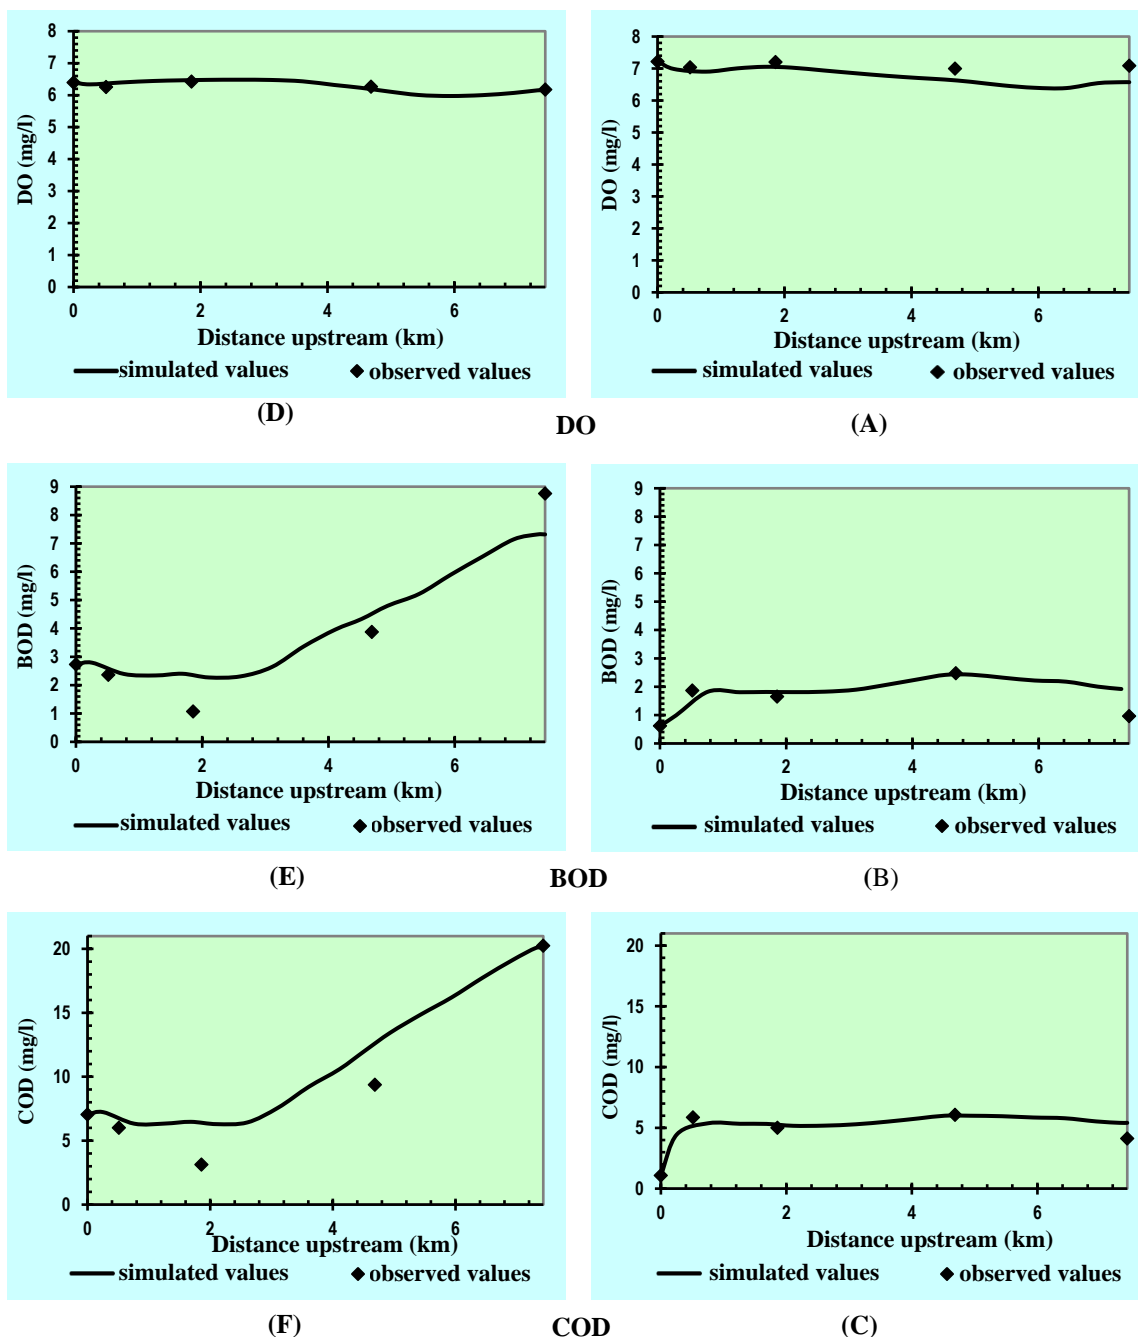 8
7
6
5
4
3
2
1
0
DO (mg/l)
0 2 4 6
Distance upstream (km)
simulated values observed values
(D)
8
7
6
5
4
3
2
1
0
DO (mg/l)
0 2 4 6
Distance upstream (km)
simulated values observed values
(A)
DO
9
8
7
6
5
4
3
2
1
0
BOD (mg/l)
0 2 4 6
Distance upstream (km)
simulated values observed values
(E)
9
8
7
6
5
4
3
2
1
0
BOD (mg/l)
0 2 4 6
Distance upstream (km)
simulated values observed values
(B)
BOD
20
15
10
5
0
COD (mg/l)
0 2 4 6
Distance upstream (km)
simulated values observed values
(F)
20
15
10
5
0
COD (mg/l)
0 2 4 6
Distance upstream (km)
simulated values observed values
(C)
COD